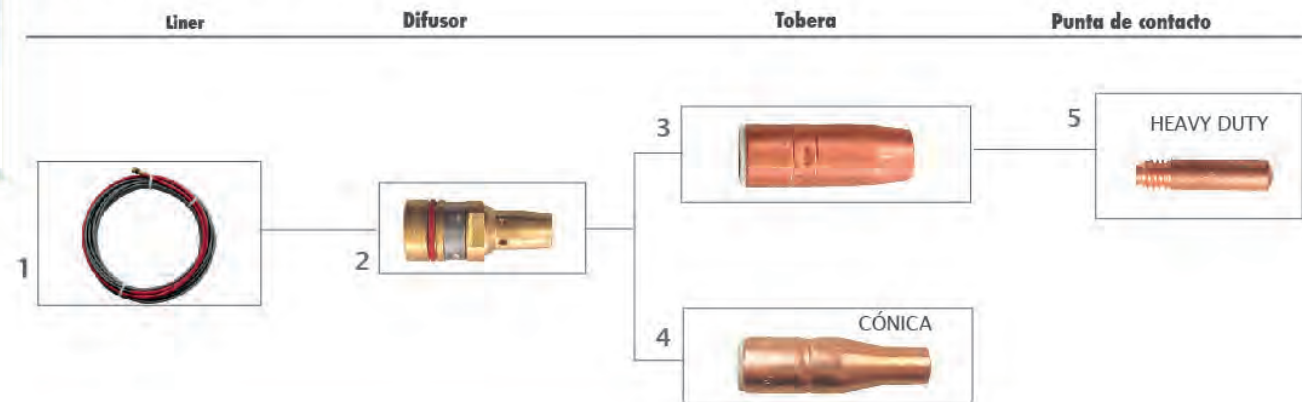 Liner Difusor Tobera Punta de contacto
3
5 HEAVY DUTY
1
2
4 CÓNICA